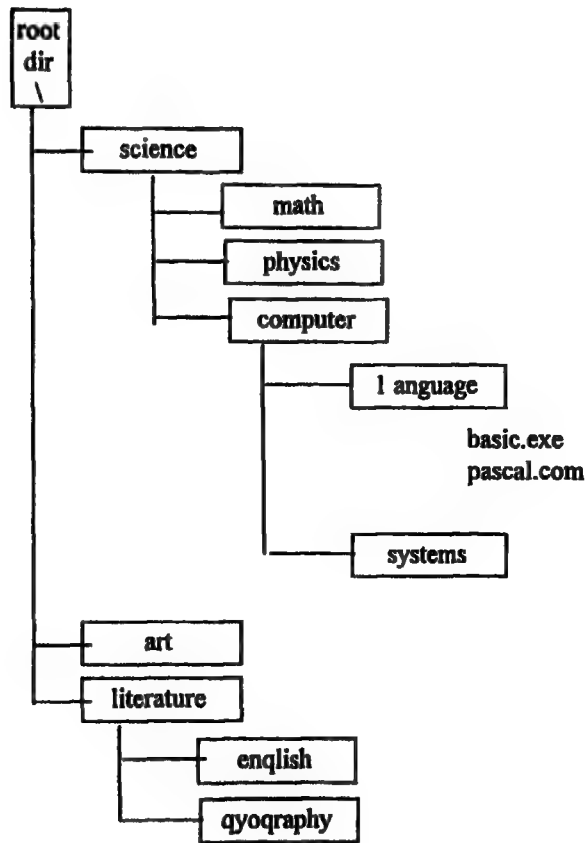 root
dir
\
science
math
physics
computer
l anguage
basic.exe
pascal.com
systems
art
literature
enqlish
qyoqraphy